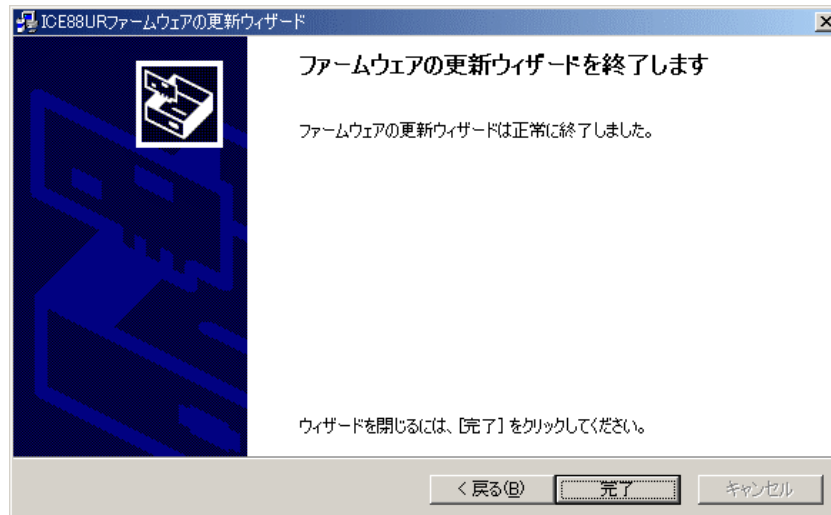 ICE88URファームウェアの更新ウィザード
ファームウェアの更新ウィザードを終了します
ファームウェアの更新ウィザードは正常に終了しました。
ウィザードを閉じるには、[完了] をクリックしてください。
< 戻る(B) 完了 キャンセル